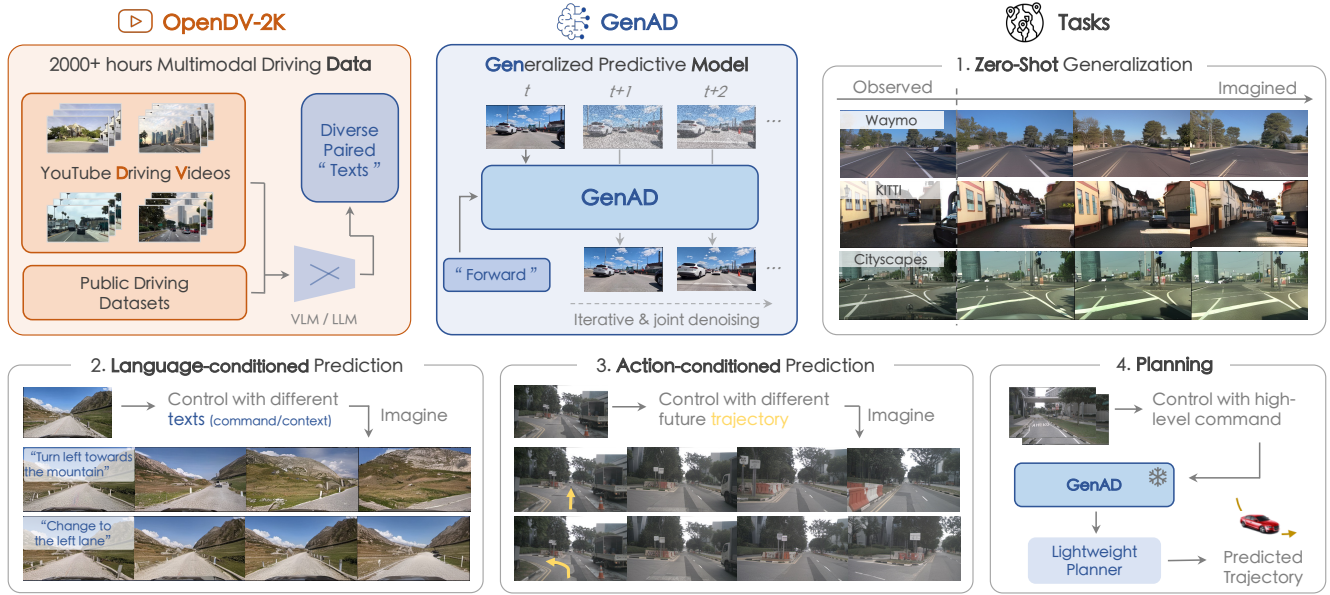 OpenDV-2K
2000+ hours Multimodal Driving Data
YouTube Driving Videos
Public Driving
Datasets
Diverse
Paired
“ Texts ”
VLM / LLM
GenAD
Generalized Predictive Model
t
t+1
t+2
...
GenAD
“ Forward ”
...
Iterative & joint denoising
Tasks
1. Zero-Shot Generalization
Observed
Imagined
Waymo
KITTI
Cityscapes
2. Language-conditioned Prediction
Control with different
texts (command/context)
Imagine
“Turn left towards
the mountain”
“Change to
the left lane”
3. Action-conditioned Prediction
Control with different
future trajectory
Imagine
4. Planning
Control with high-
level command
GenAD
Lightweight
Planner
Predicted
Trajectory